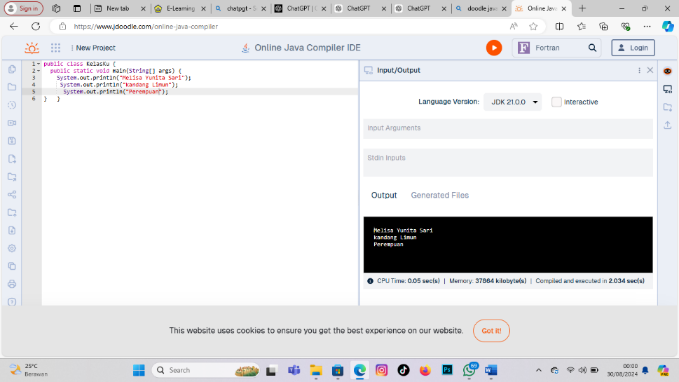 Sign in
New tab
E-Learning
chatpgt - S
ChatGPT | (
ChatGPT
ChatGPT
doodle jav
Online Jav
https://www.jdoodle.com/online-java-compiler
| New Project
Online Java Compiler IDE
Fortran
Login
1 public class KelasKu {
2 public static void main(String[] args) {
3 System.out.println("Melisa Yunita Sari");
4 System.out.println("Kandang Limun");
5 System.out.println("Perempuan");
6 } }
Input/Output
Language Version: JDK 21.0.0 Interactive
Input Arguments
Stdin Inputs
Output Generated Files
Melisa Yunita Sari
Kandang Limun
Perempuan
CPU Time: 0.05 sec(s) | Memory: 37864 kilobyte(s) | Compiled and executed in 2.034 sec(s)
This website uses cookies to ensure you get the best experience on our website. Got it!
25°C
Berawan
Search
00:00
30/08/2024